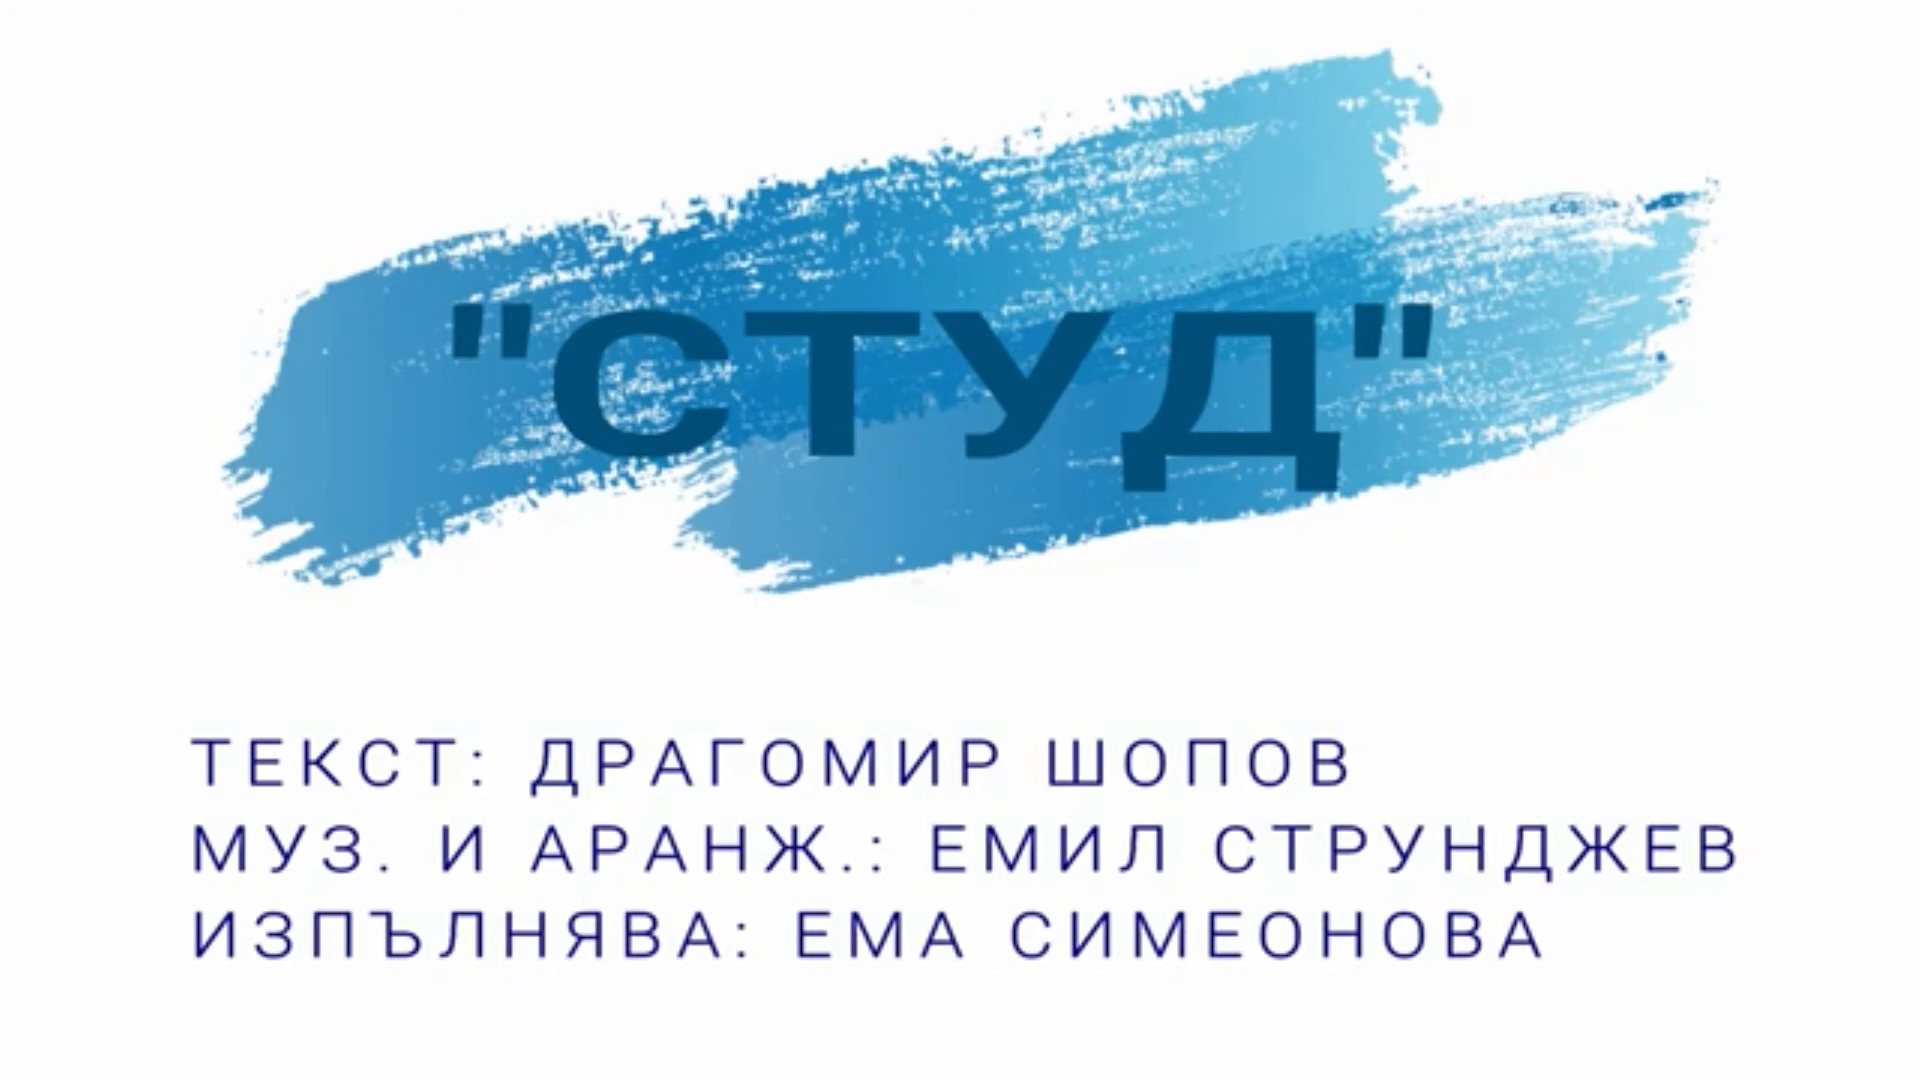 "СТУД"
ТЕКСТ: ДРАГОМИР ШОПОВ
МУЗ. И АРАНЖ.: ЕМИЛ СТРУНДЖЕВ
ИЗПЪЛНЯВА: ЕМА СИМЕОНОВА